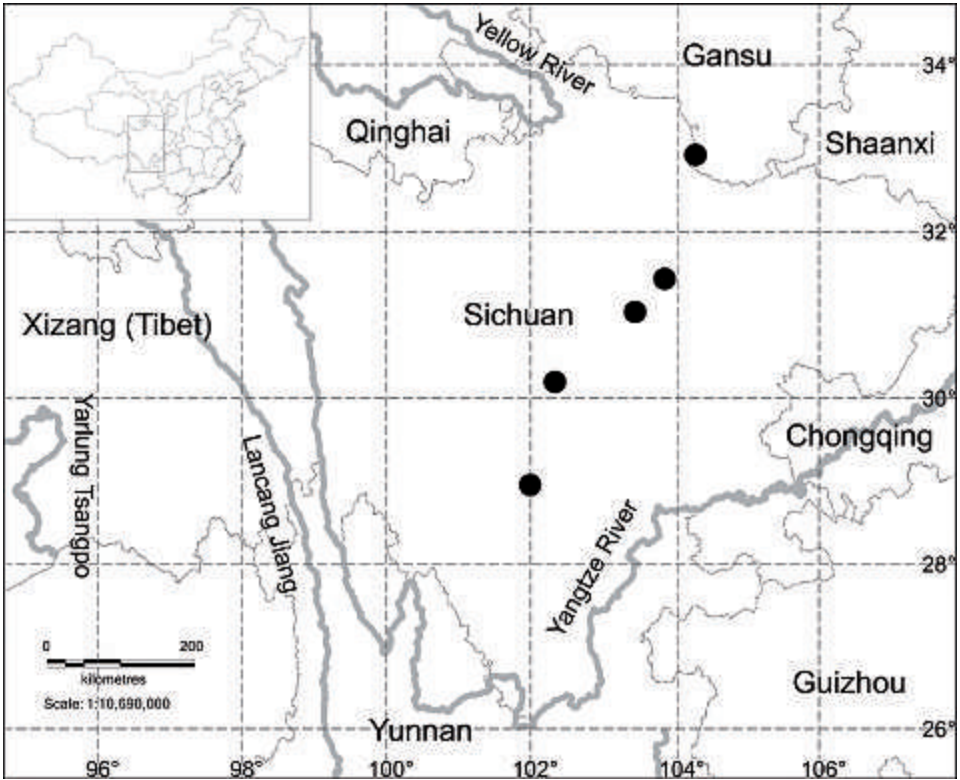 Yellow River
Gansu
34°
Qinghai
Shaanxi
32°
Sichuan
Xizang (Tibet)
30°
Yarlung Tsangpo
Lancang Jiang
Chongqing
Yangtze River
28°
0 200
kilometres
Scale: 1:10,690,000
Guizhou
Yunnan
26°
96° 98° 100° 102° 104° 106°